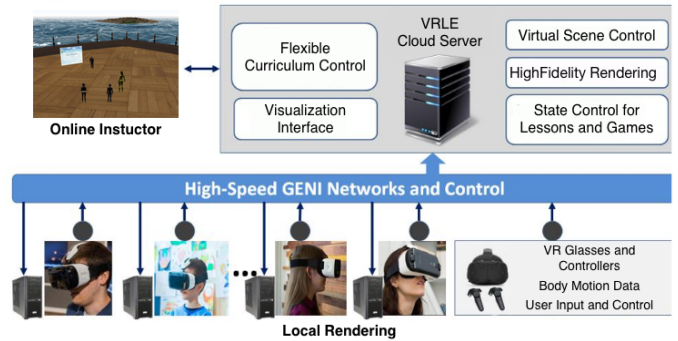 VRLE
Cloud Server
Flexible
Curriculum Control
Visualization
Interface
Virtual Scene Control
HighFidelity Rendering
State Control for
Lessons and Games
Online Instuctor
High-Speed GENI Networks and Control
VR Glasses and
Controllers
Body Motion Data
User Input and Control
Local Rendering